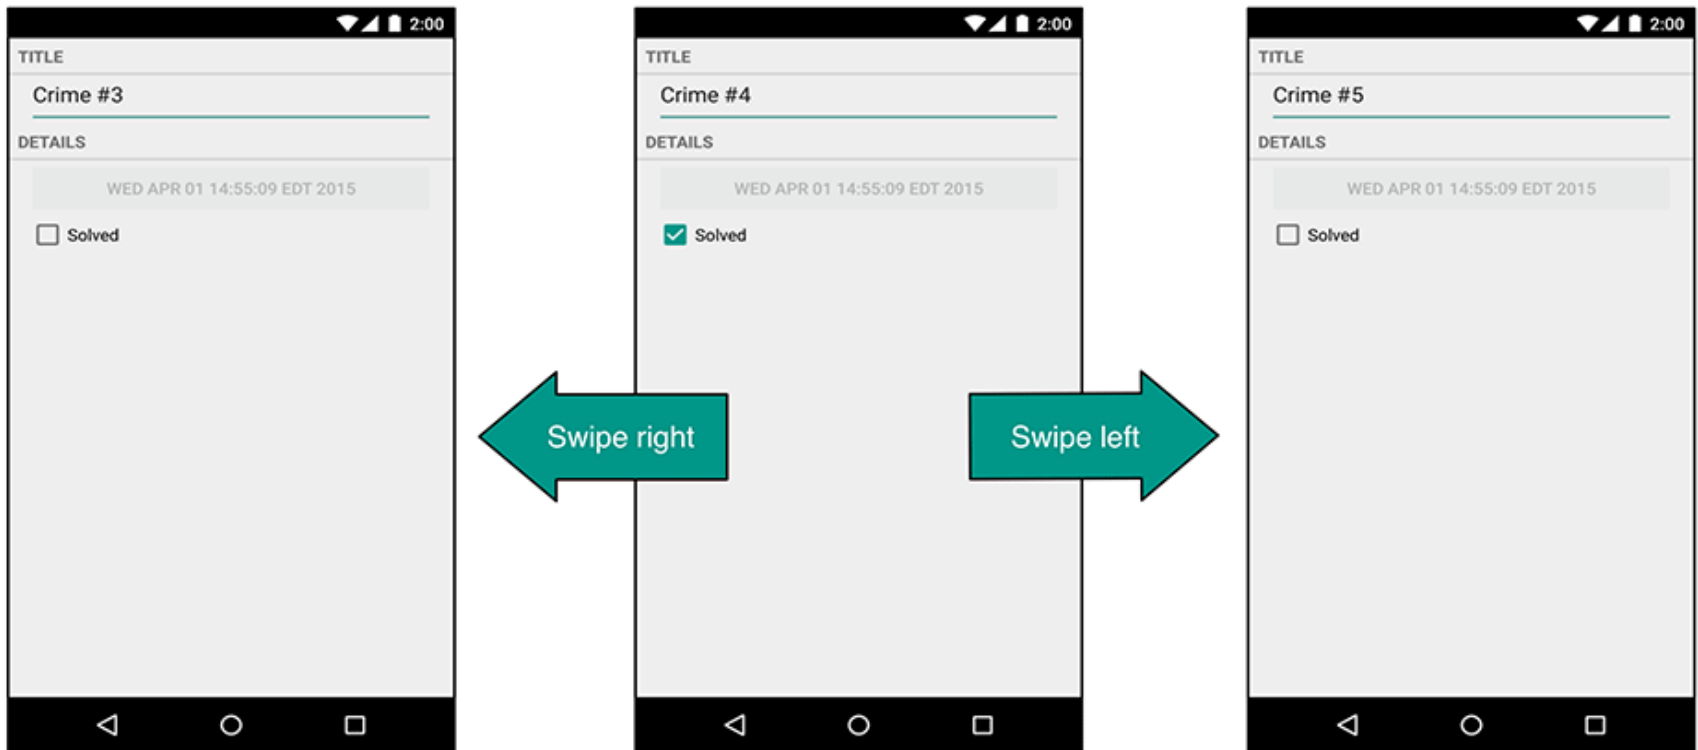 2:00
TITLE
Crime #3
DETAILS
WED APR 01 14:55:09 EDT 2015
Solved
Swipe right
2:00
TITLE
Crime #4
DETAILS
WED APR 01 14:55:09 EDT 2015
Solved
Swipe left
2:00
TITLE
Crime #5
DETAILS
WED APR 01 14:55:09 EDT 2015
Solved